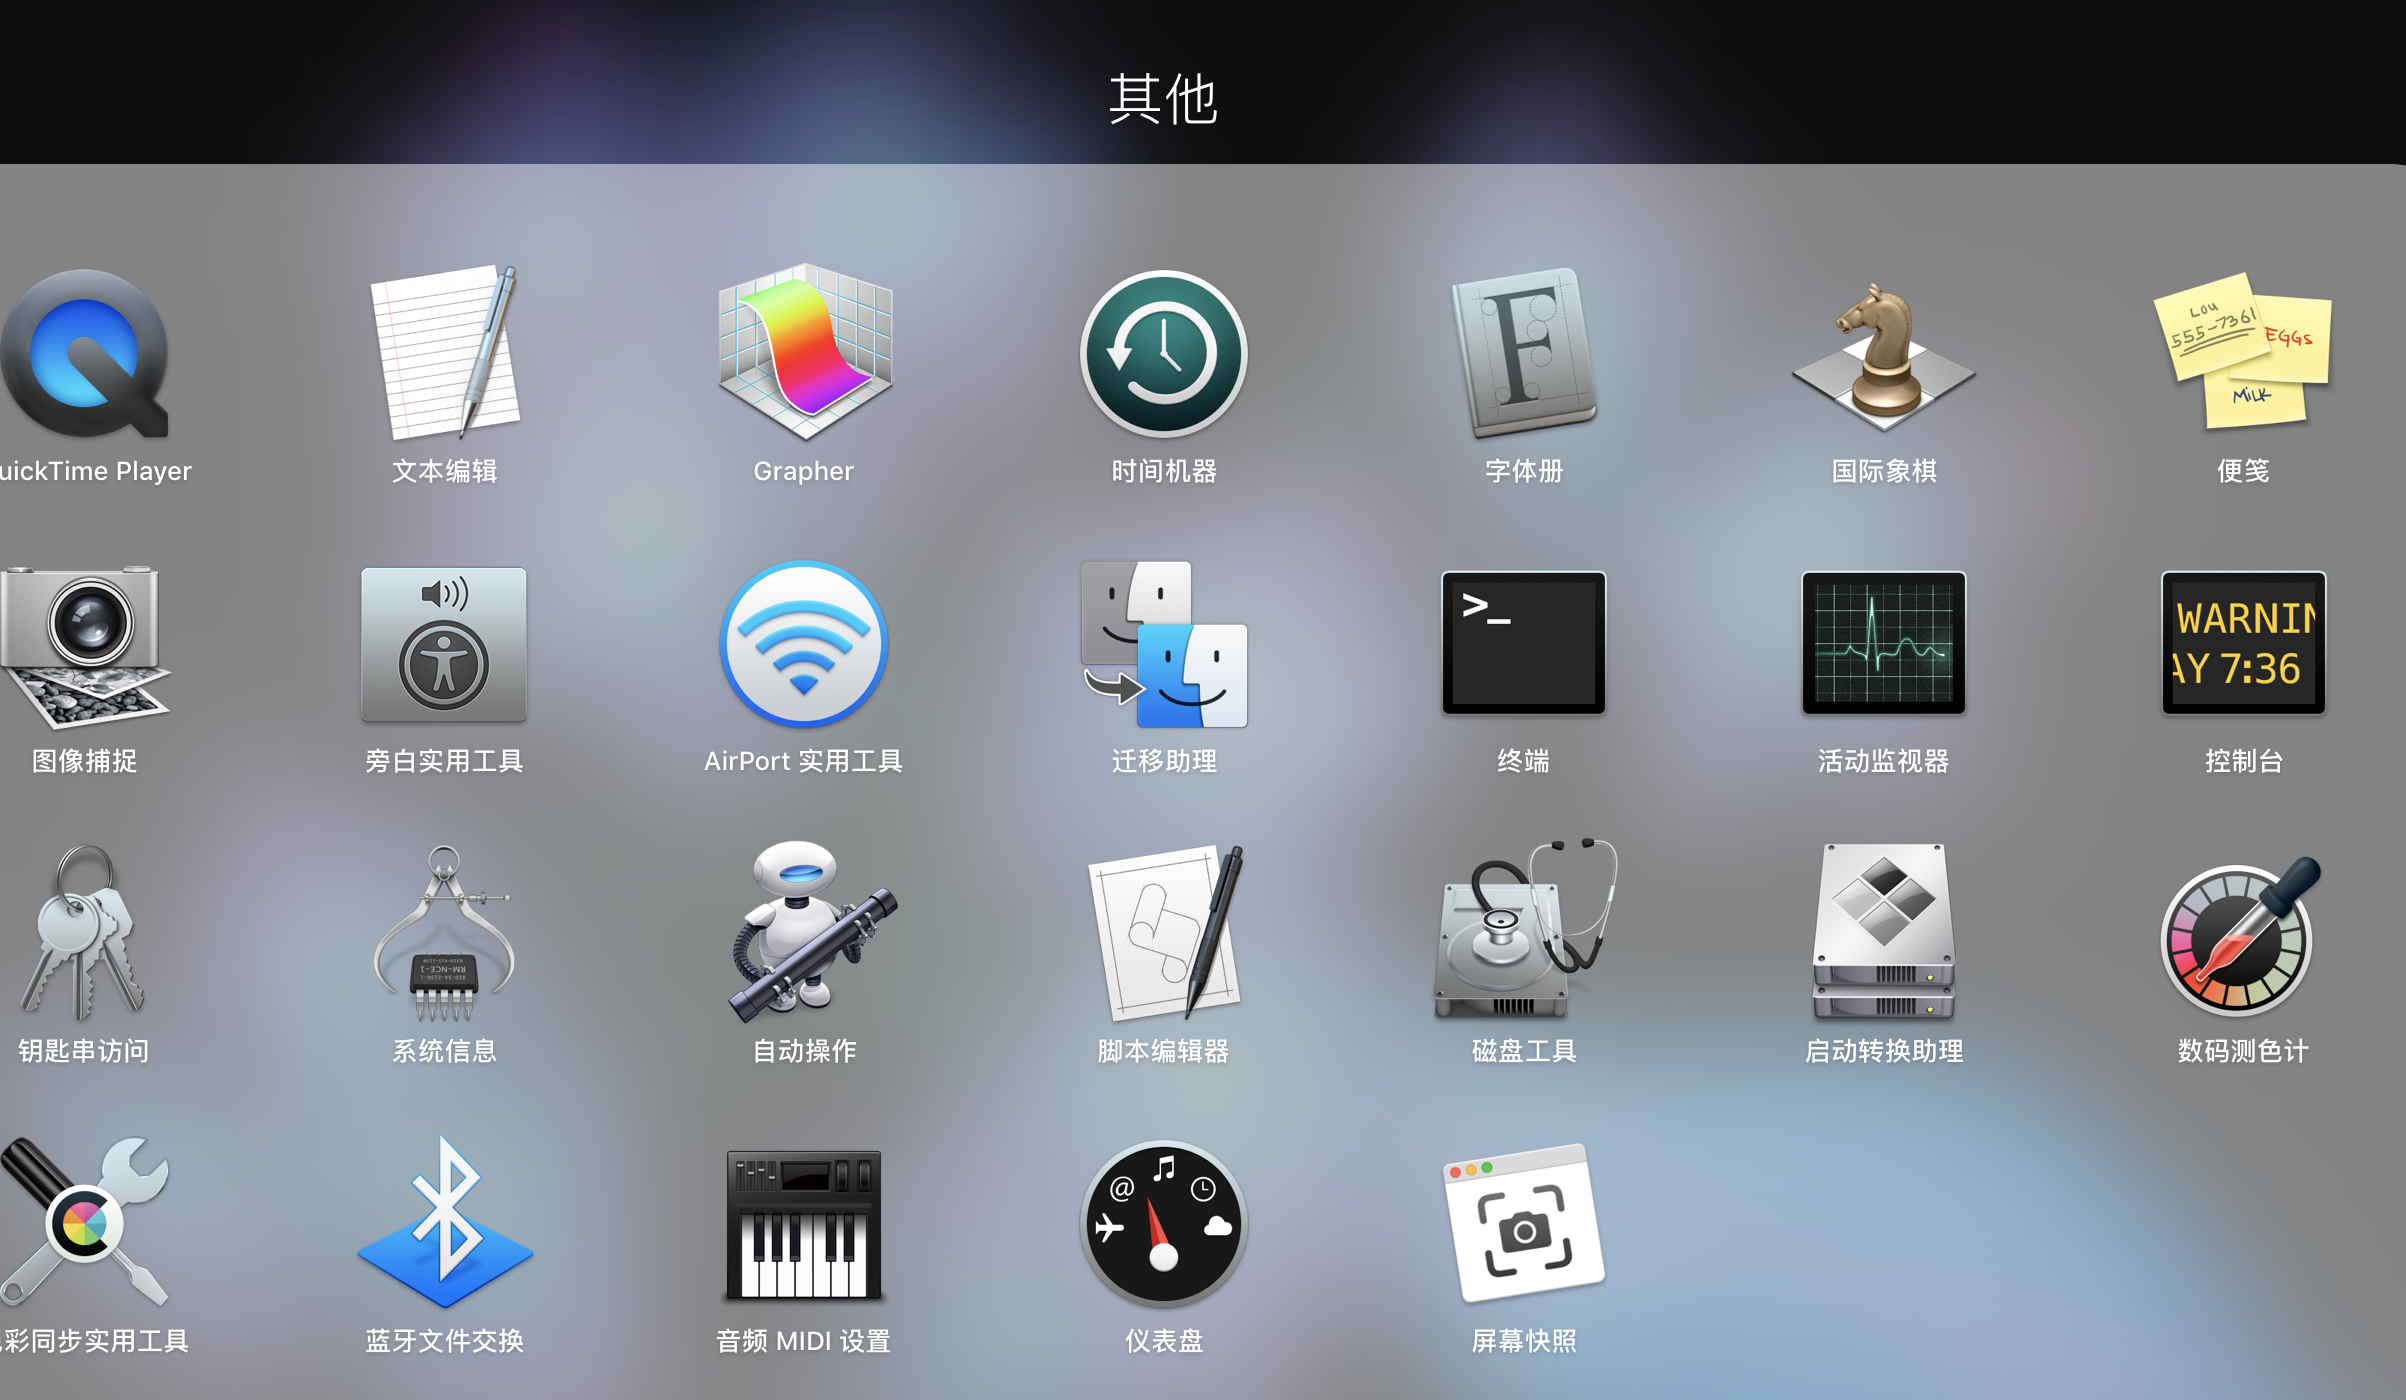 其他
Lou
555-7361
EGGS
MiLK
uickTime Player
文本编辑
Grapher
时间机器
字体册
国际象棋
便笺
>_
WARNIN
AY 7:36
图像捕捉
旁白实用工具
AirPort 实用工具
迁移助理
终端
活动监视器
控制台
钥匙串访问
系统信息
自动操作
脚本编辑器
磁盘工具
启动转换助理
数码测色计
彩同步实用工具
蓝牙文件交换
音频 MIDI 设置
仪表盘
屏幕快照